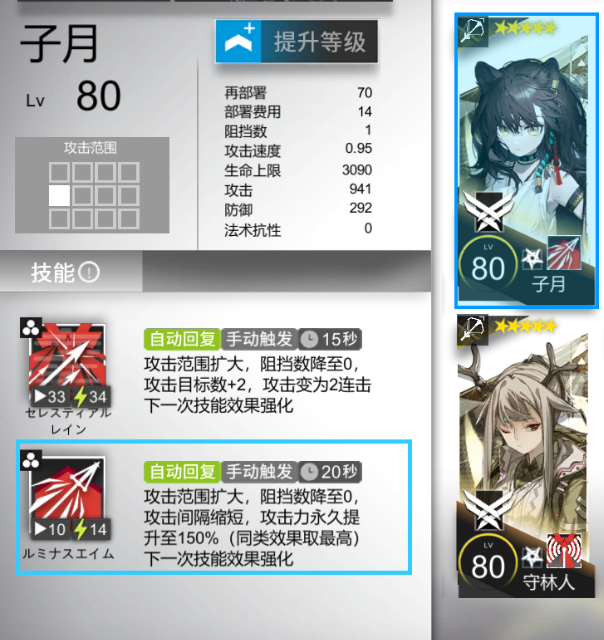 子月
提升等级
Lv 80
攻击范围
再部署 70
部署费用 14
阻挡数 1
攻击速度 0.95
生命上限 3090
攻击 941
防御 292
法术抗性 0
技能
自动回复 手动触发 15秒
攻击范围扩大，阻挡数降至0，
攻击目标数+2，攻击变为2连击
下一次技能效果强化
33 34
セレスティアル
レイン
自动回复 手动触发 20秒
攻击范围扩大，阻挡数降至0，
攻击间隔缩短，攻击力永久提
升至150%（同类效果取最高）
下一次技能效果强化
10 14
ルミナスエイム
LV
80
子月
LV
80
守林人